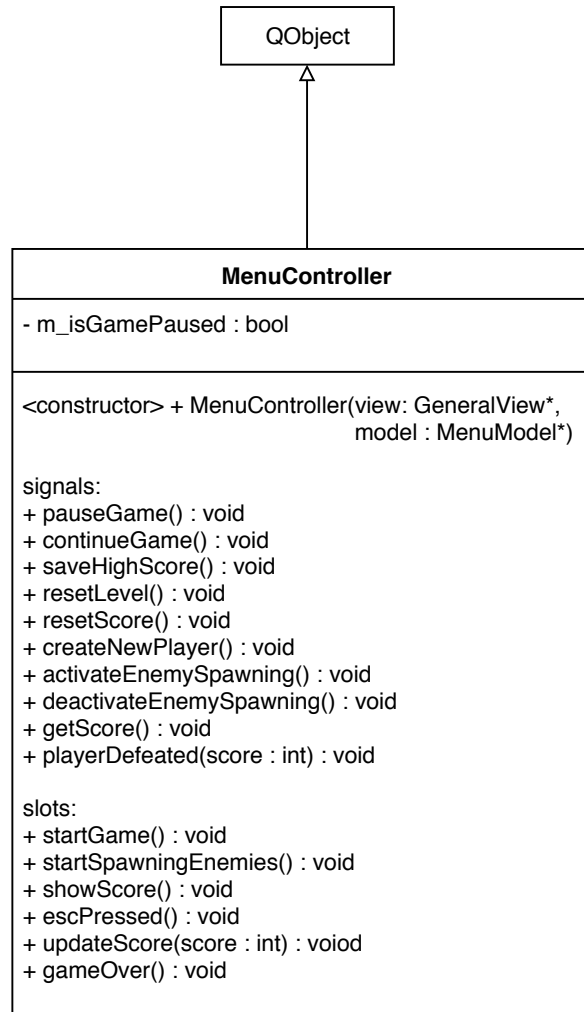 QObject
MenuController
- m_isGamePaused : bool
<constructor> + MenuController(view: GeneralView*,
model : MenuModel*)
signals:
+ pauseGame() : void
+ continueGame() : void
+ saveHighScore() : void
+ resetLevel() : void
+ resetScore() : void
+ createNewPlayer() : void
+ activateEnemySpawning() : void
+ deactivateEnemySpawning() : void
+ getScore() : void
+ playerDefeated(score : int) : void
slots:
+ startGame() : void
+ startSpawningEnemies() : void
+ showScore() : void
+ escPressed() : void
+ updateScore(score : int) : voiod
+ gameOver() : void